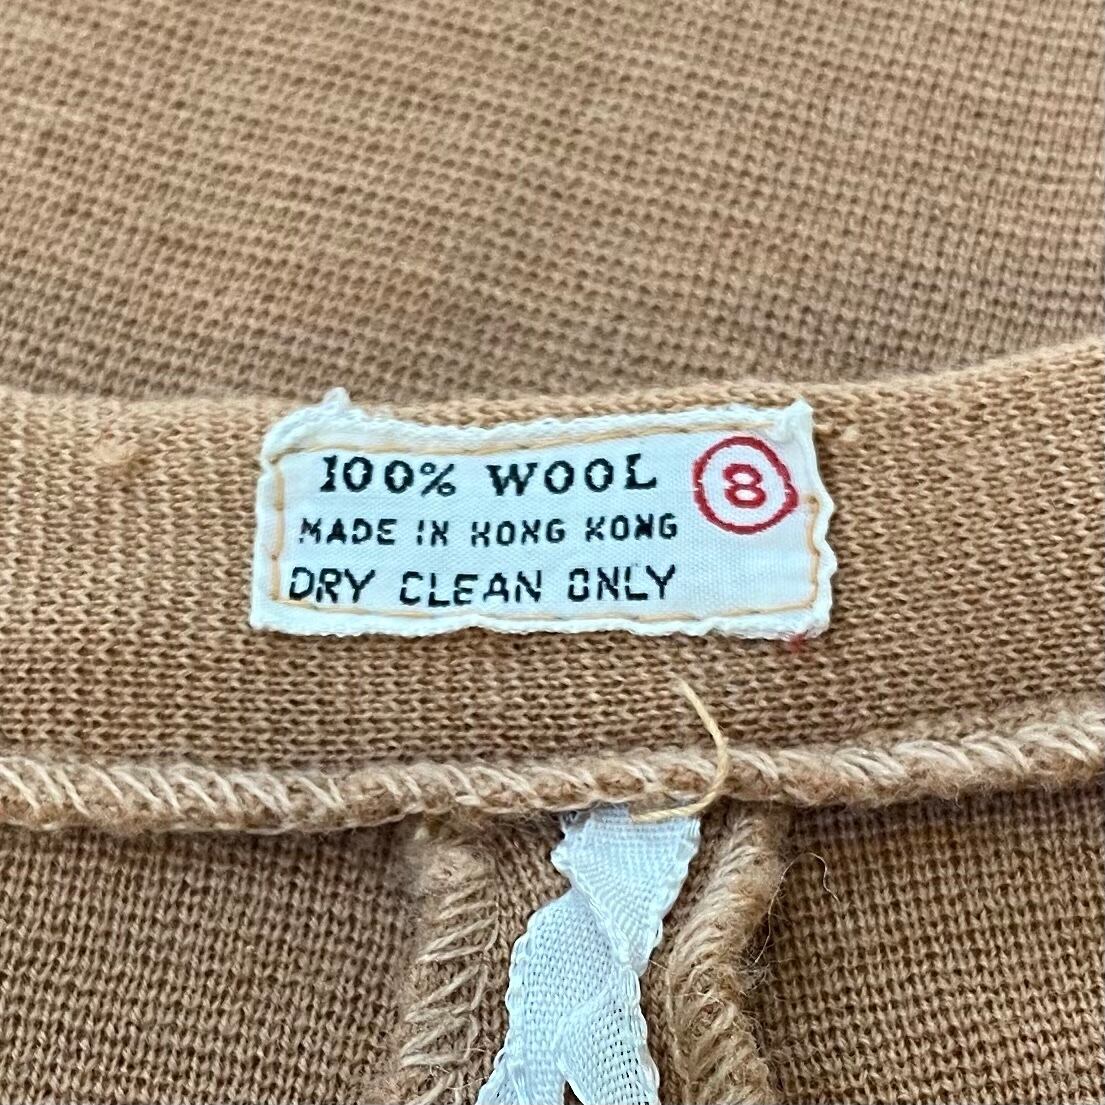 100% WOOL 8
MADE IN HONG KONG
DRY CLEAN ONLY